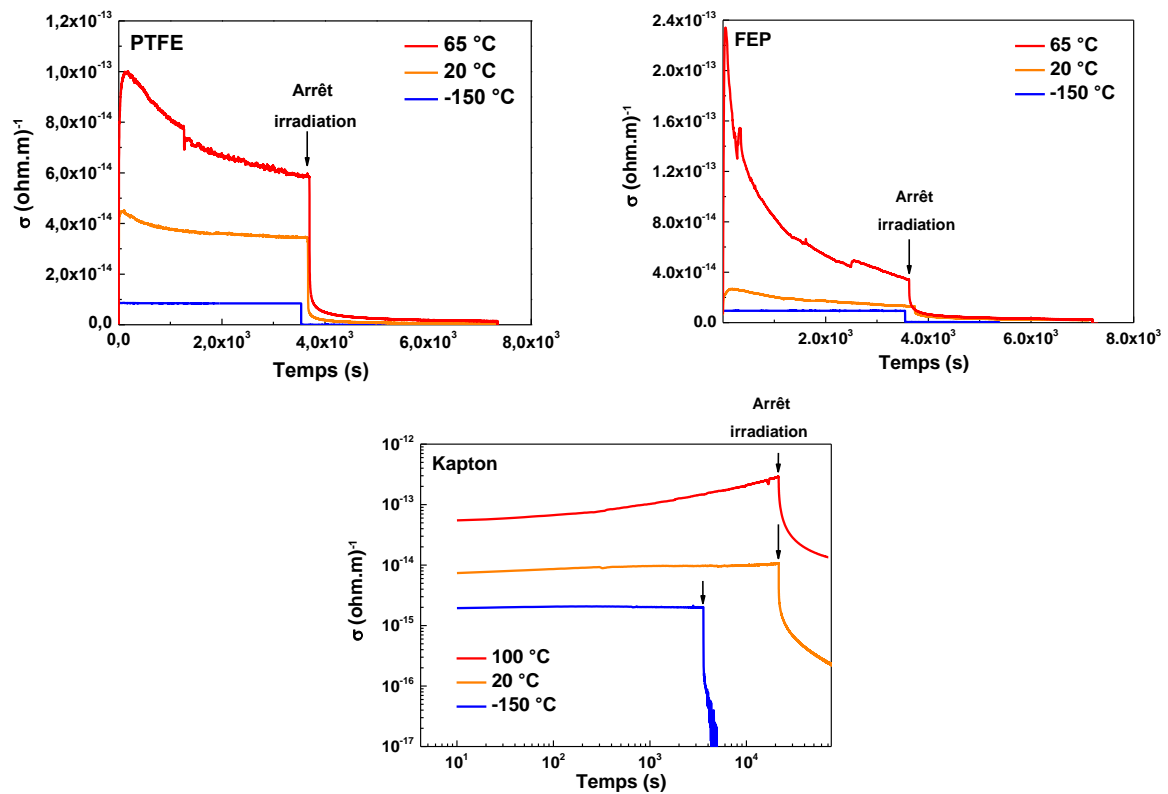 PTFE
65 °C
20 °C
-150 °C
Arrêt
irradiation
1,2x10⁻¹³
1,0x10⁻¹³
8,0x10⁻¹⁴
6,0x10⁻¹⁴
4,0x10⁻¹⁴
2,0x10⁻¹⁴
0,0
σ (ohm.m)⁻¹
0,0
2,0x10³
4,0x10³
6,0x10³
8,0x10³
Temps (s)
FEP
65 °C
20 °C
-150 °C
Arrêt
irradiation
2.4x10⁻¹³
1.8x10⁻¹³
1.2x10⁻¹³
6.0x10⁻¹⁴
4.0x10⁻¹⁴
0.0
σ (ohm.m)⁻¹
2.0x10³
4.0x10³
6.0x10³
8.0x10³
Temps (s)
Arrêt
irradiation
Kapton
10⁻¹²
10⁻¹³
10⁻¹⁴
10⁻¹⁵
10⁻¹⁶
10⁻¹⁷
σ (ohm.m)⁻¹
100 °C
20 °C
-150 °C
10¹
10²
10³
10⁴
Temps (s)